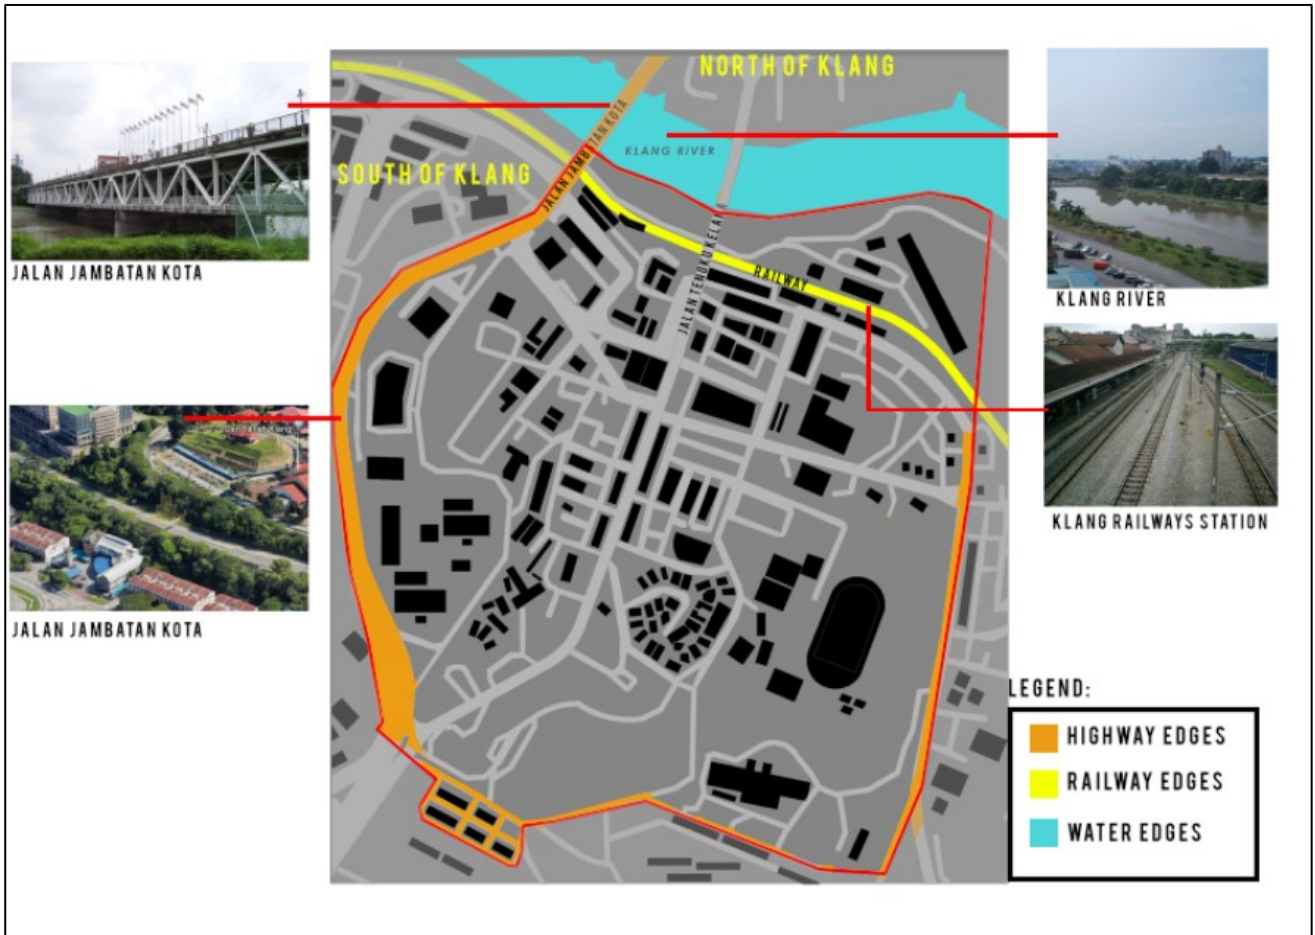 NORTH OF KLANG
JALAN JAMBATAN KOTA
KLANG RIVER
SOUTH OF KLANG
JALAN TENGKU KELANA
RAILWAY
JALAN JAMBATAN KOTA
JALAN JAMBATAN KOTA
KLANG RIVER
KLANG RAILWAYS STATION
LEGEND:
HIGHWAY EDGES
RAILWAY EDGES
WATER EDGES